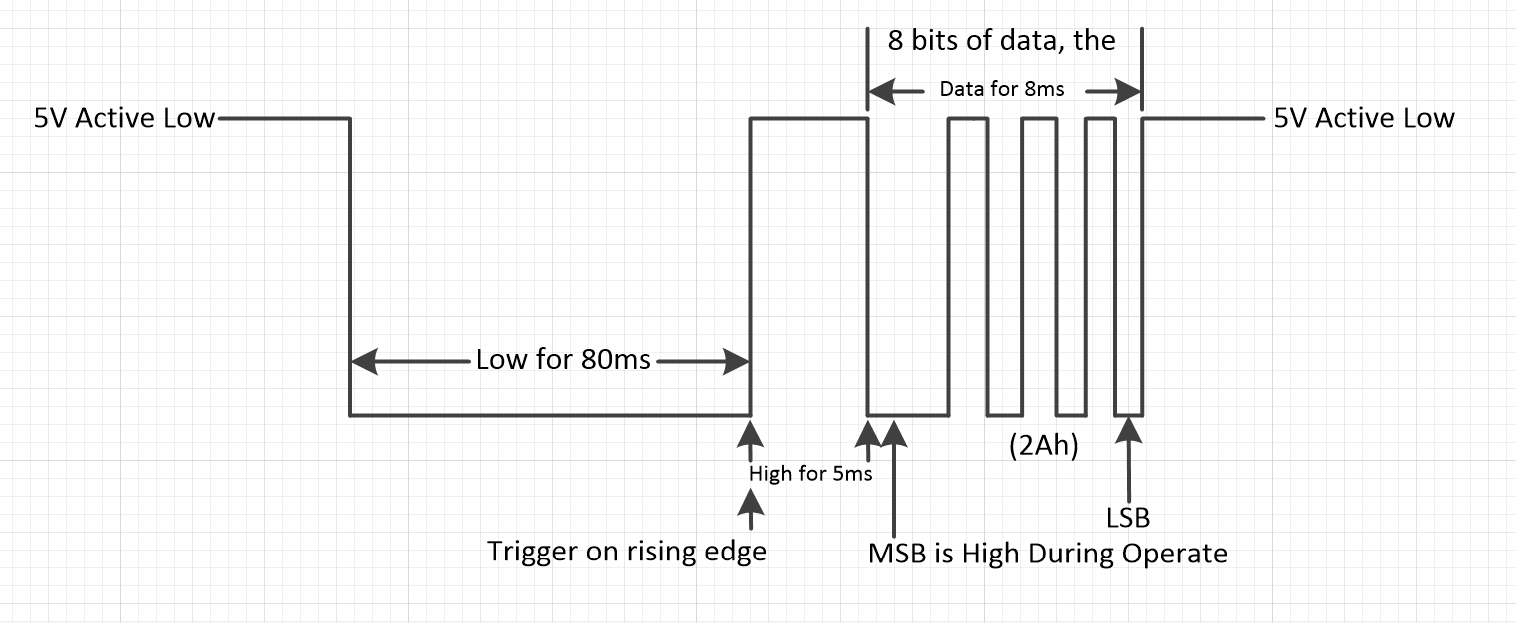 8 bits of data, the
Data for 8ms
5V Active Low
5V Active Low
Low for 80ms
(2Ah)
High for 5ms
LSB
Trigger on rising edge
MSB is High During Operate